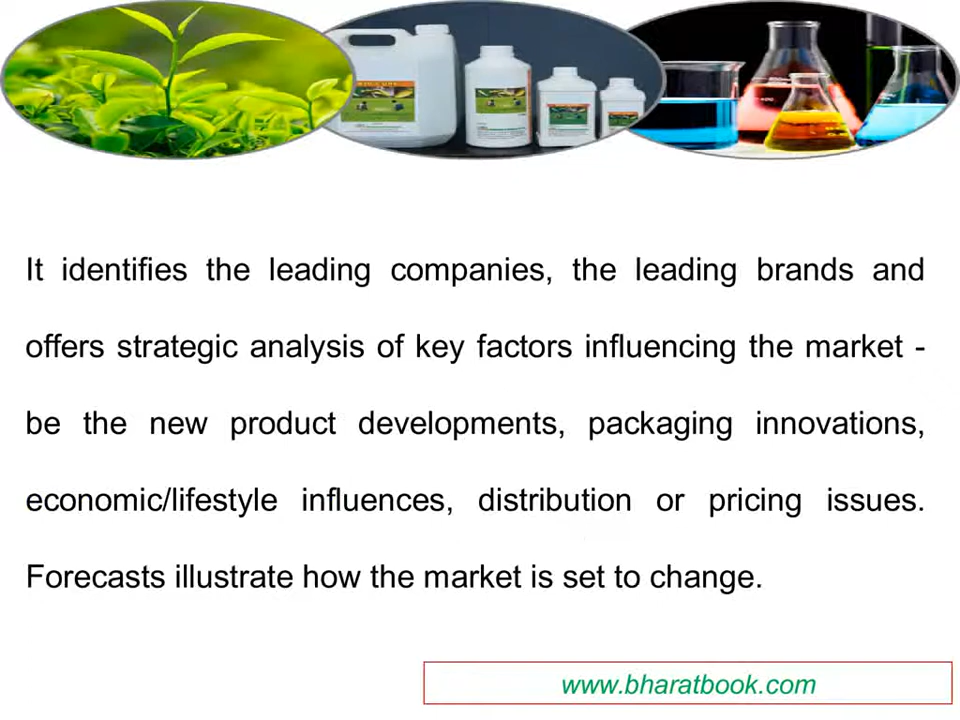 It identifies the leading companies, the leading brands and
offers strategic analysis of key factors influencing the market -
be the new product developments, packaging innovations,
economic/lifestyle influences, distribution or pricing issues.
Forecasts illustrate how the market is set to change.
www.bharatbook.com